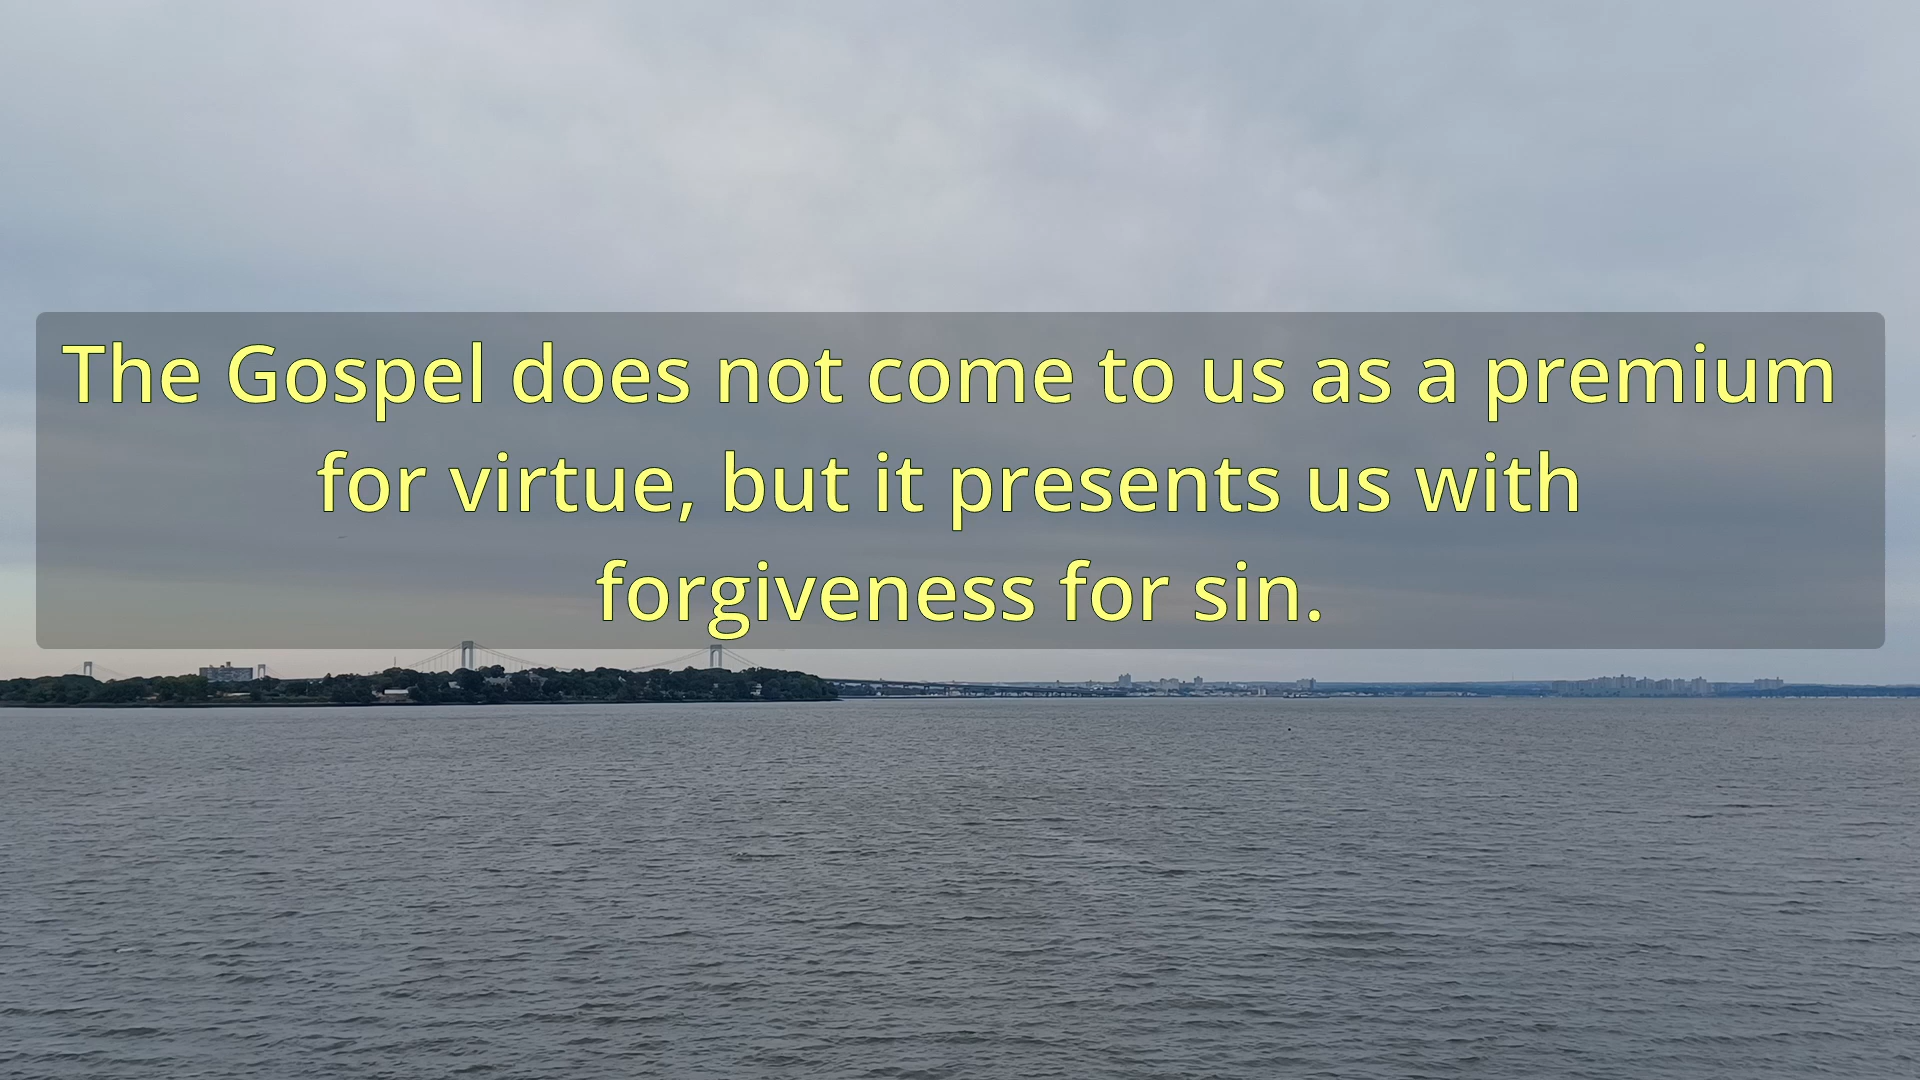 The Gospel does not come to us as a premium
for virtue, but it presents us with
forgiveness for sin.